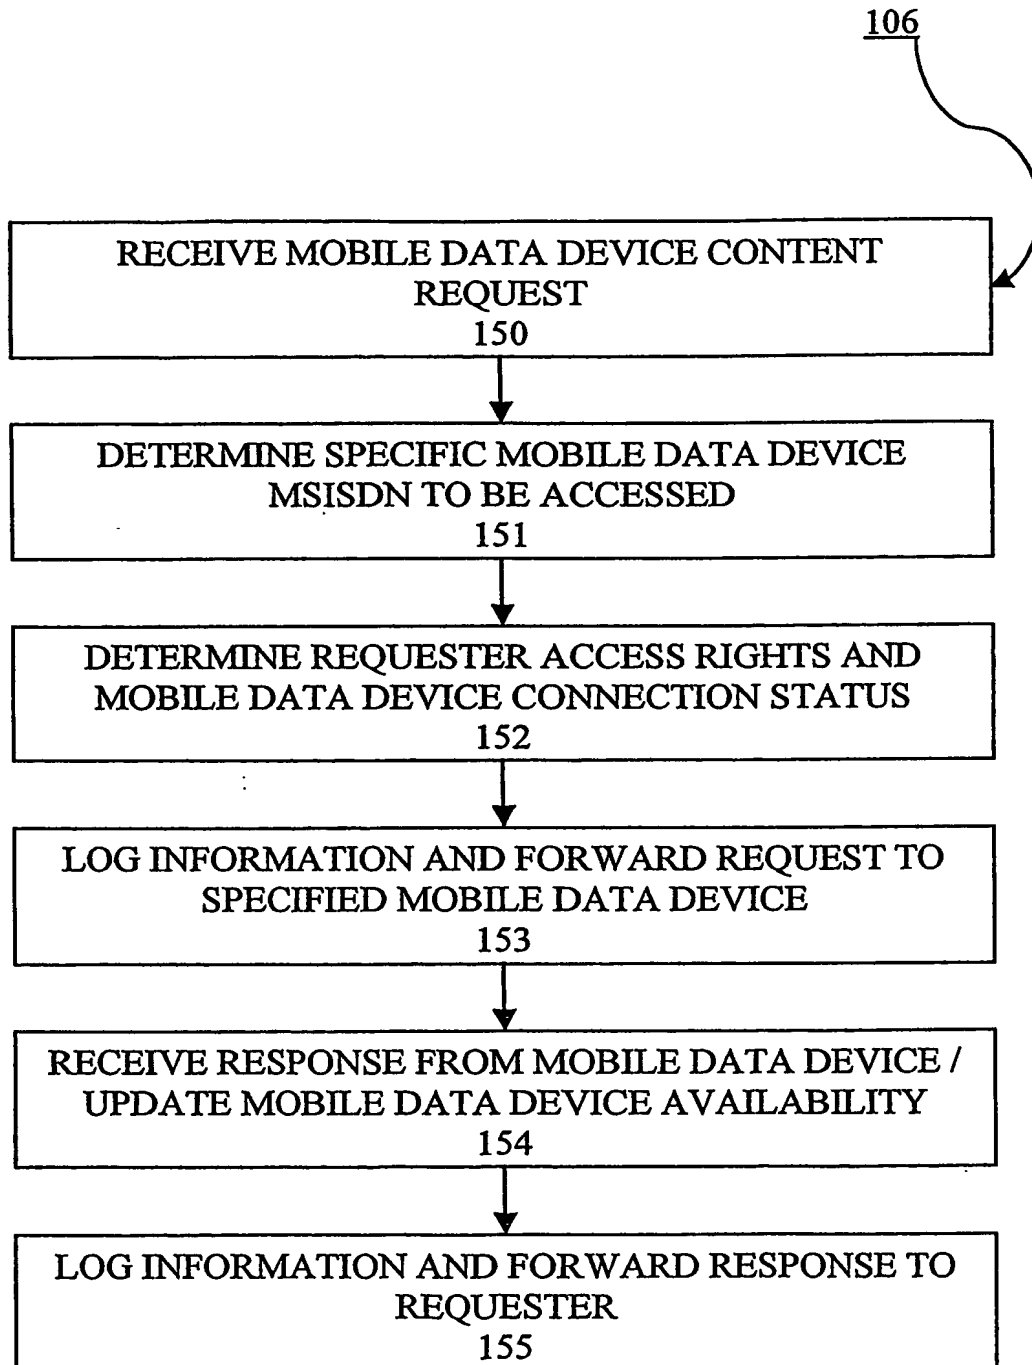 106
RECEIVE MOBILE DATA DEVICE CONTENT
REQUEST
150
DETERMINE SPECIFIC MOBILE DATA DEVICE
MSISDN TO BE ACCESSED
151
DETERMINE REQUESTER ACCESS RIGHTS AND
MOBILE DATA DEVICE CONNECTION STATUS
152
LOG INFORMATION AND FORWARD REQUEST TO
SPECIFIED MOBILE DATA DEVICE
153
RECEIVE RESPONSE FROM MOBILE DATA DEVICE /
UPDATE MOBILE DATA DEVICE AVAILABILITY
154
LOG INFORMATION AND FORWARD RESPONSE TO
REQUESTER
155